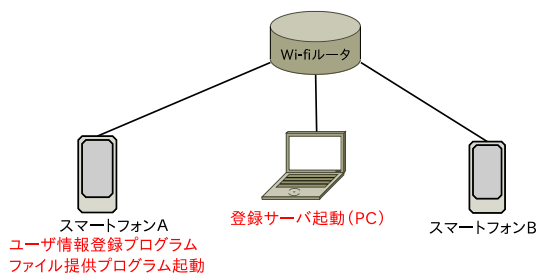 Wi-fiルータ
スマートフォンA
ユーザ情報登録プログラム
ファイル提供プログラム起動
登録サーバ起動(PC)
スマートフォンB